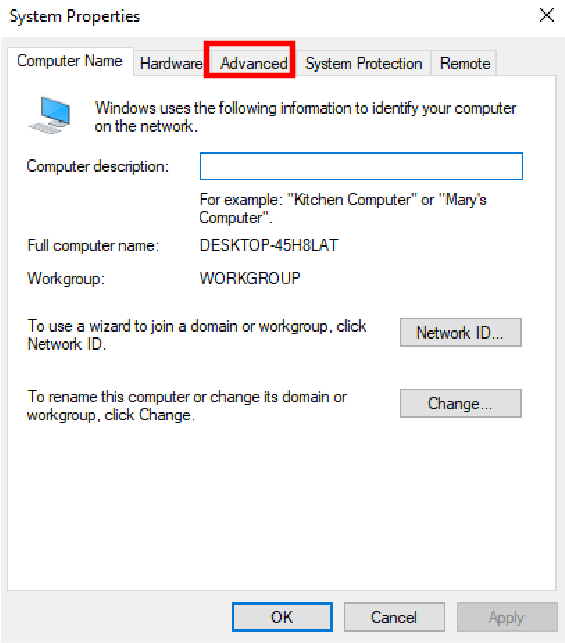 System Properties
Computer Name
Hardware
Advanced
System Protection
Remote
Windows uses the following information to identify your computer
on the network.
Computer description:
For example: "Kitchen Computer" or "Mary's
Computer".
Full computer name:
DESKTOP-45H8LAT
Workgroup:
WORKGROUP
To use a wizard to join a domain or workgroup, click
Network ID.
Network ID...
To rename this computer or change its domain or
workgroup, click Change.
Change...
OK
Cancel
Apply